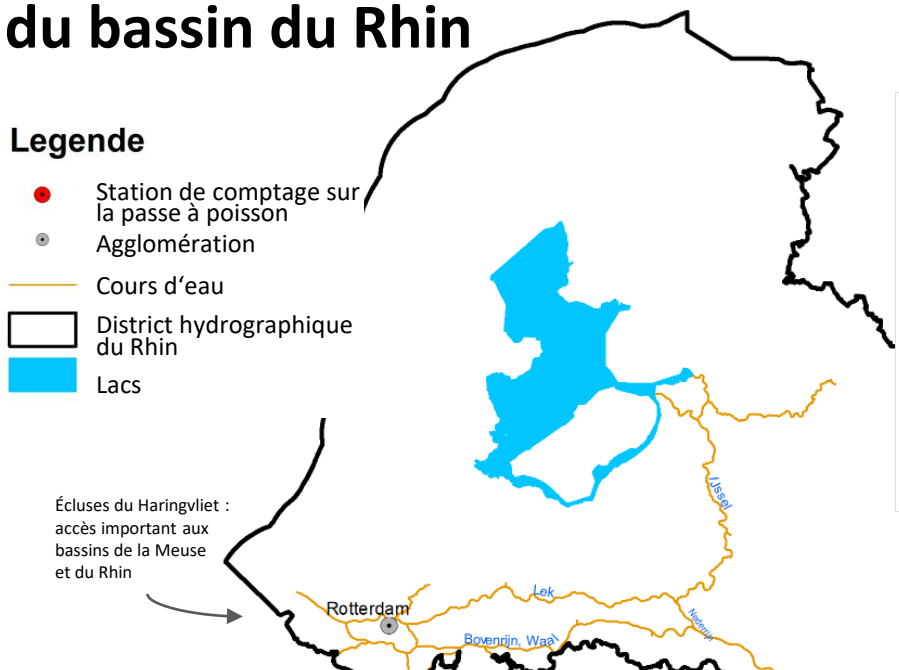 du bassin du Rhin
Legende
Station de comptage sur
la passe à poisson
Agglomération
Cours d‘eau
District hydrographique
du Rhin
Lacs
IJssel
Écluses du Haringvliet :
accès important aux
bassins de la Meuse
et du Rhin
Lek
Rotterdam
Nederrijn
Bovenrijn, Waal